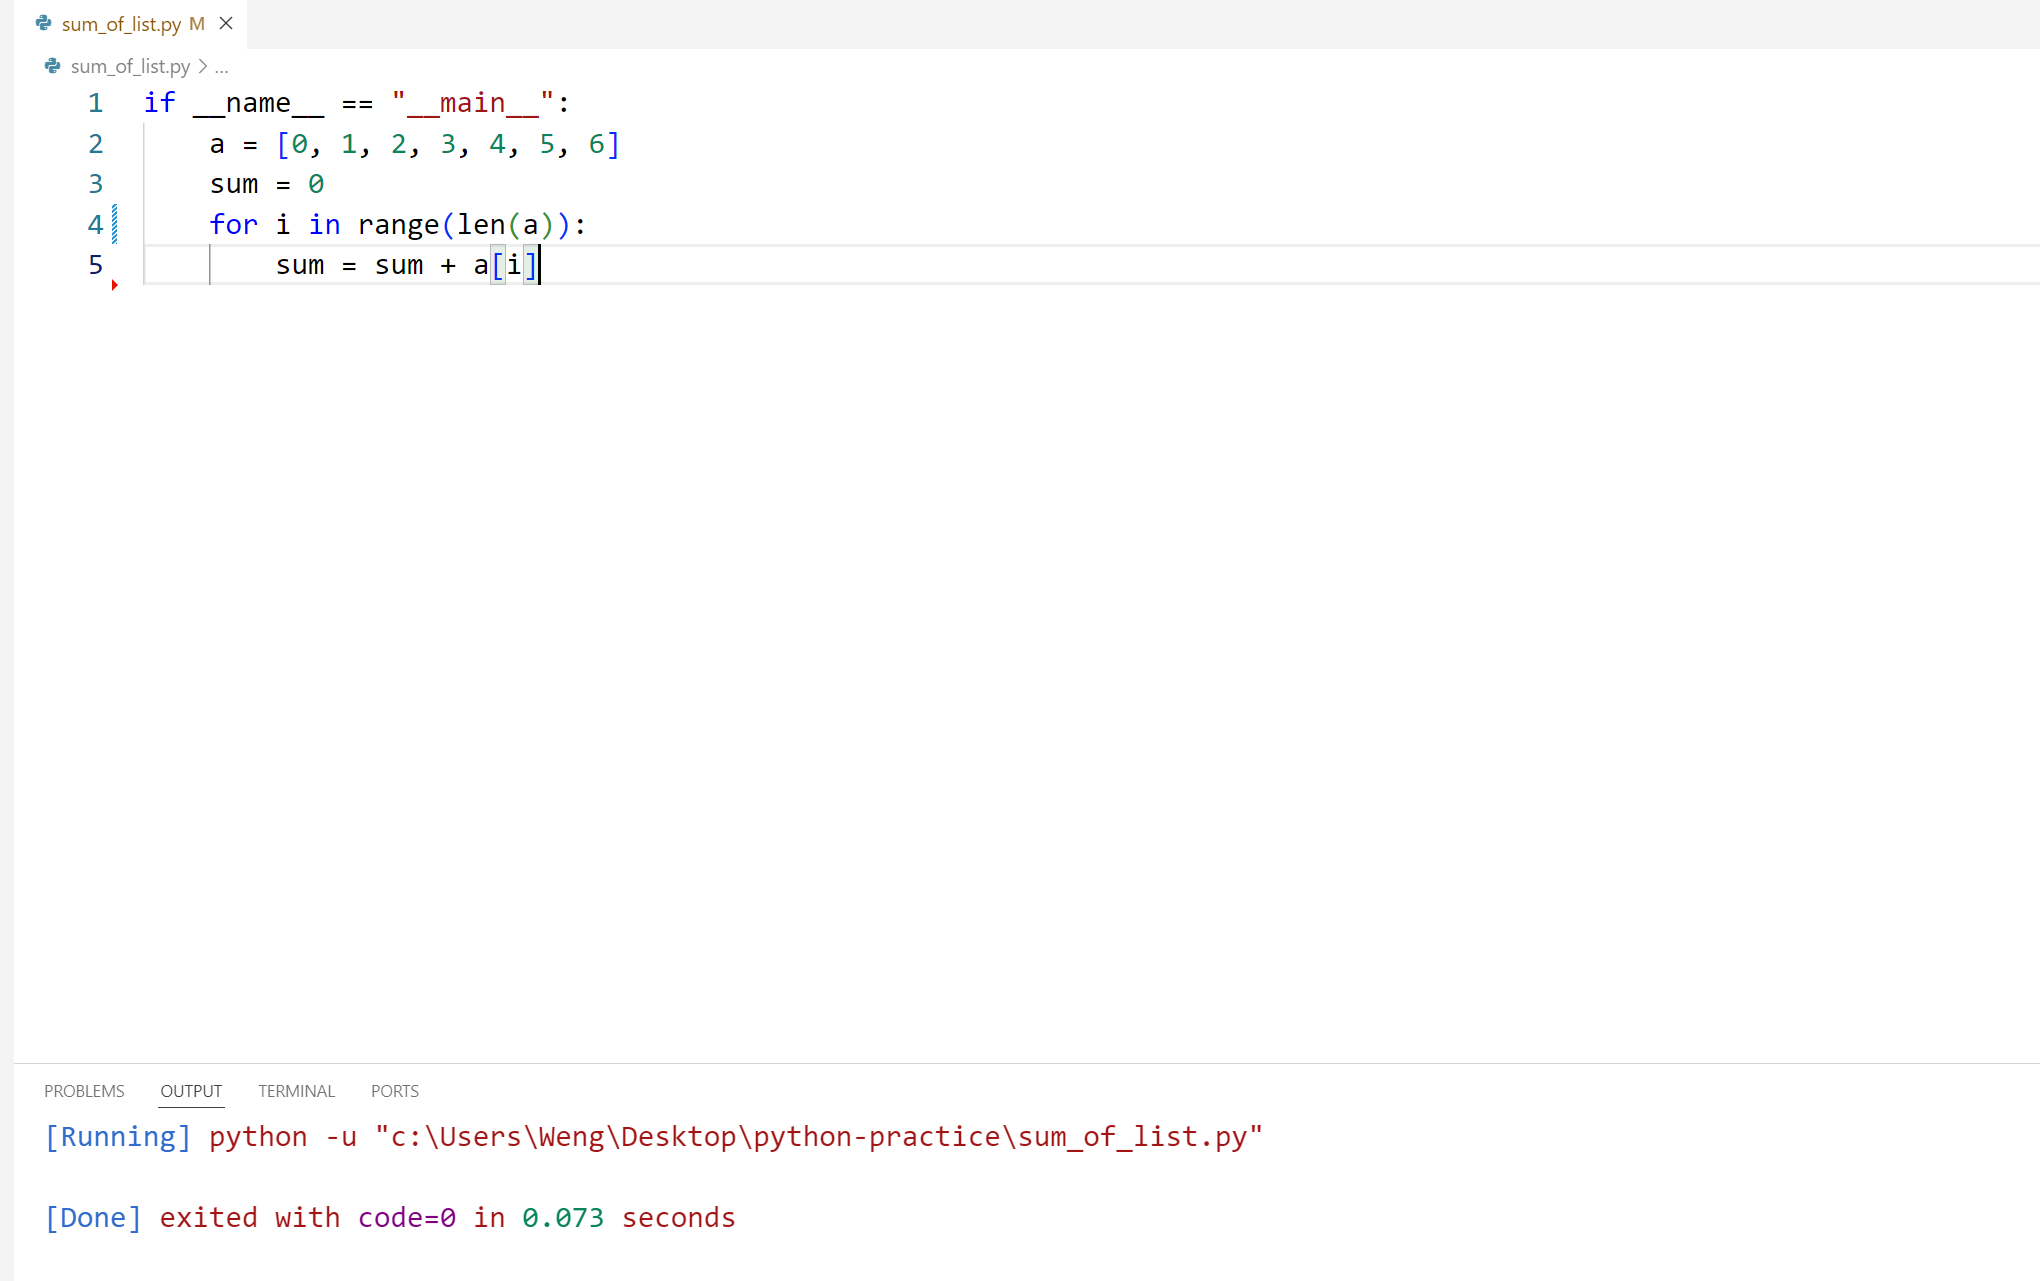 sum_of_list.py M
sum_of_list.py > ...
1 if __name__ == "__main__":
2     a = [0, 1, 2, 3, 4, 5, 6]
3     sum = 0
4     for i in range(len(a)):
5         sum = sum + a[i]
PROBLEMS OUTPUT TERMINAL PORTS
[Running] python -u "c:\Users\Weng\Desktop\python-practice\sum_of_list.py"
[Done] exited with code=0 in 0.073 seconds